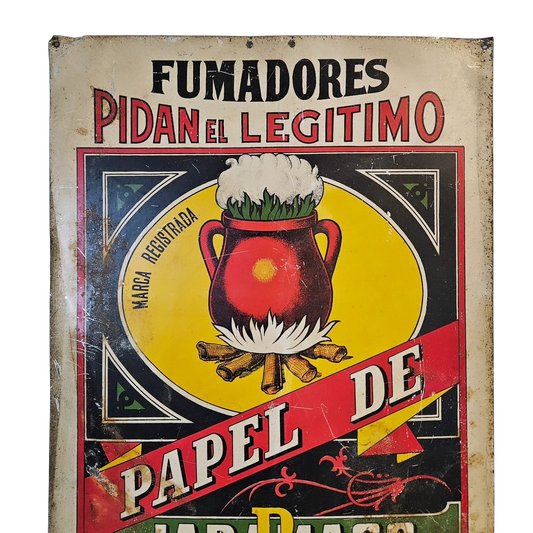 FUMADORES
PIDAN EL LEGITIMO
MARCA REGISTRADA
PAPEL DE